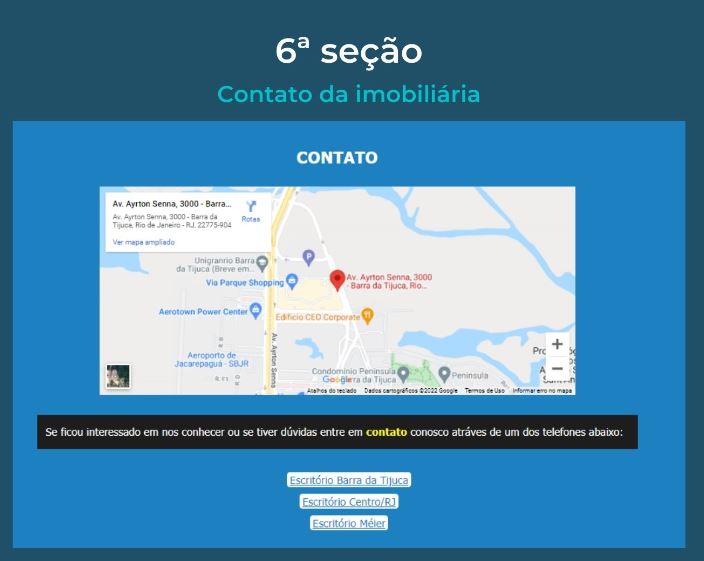 6ª seção
Contato da imobiliária
CONTATO
Av. Ayrton Senna, 3000 - Barra...
Av. Ayrton Senna, 3000 - Barra da
Tijuca, Rio de Janeiro - RJ, 22775-904
Rotas
Ver mapa ampliado
Unigranrio Barra
da Tijuca (Breve em...
P
Via Parque Shopping
Av. Ayrton Senna, 3000
- Barra da Tijuca, Rio...
Aerotown Power Center
Edifício CEO Corporate
Av. Ayrton Senna
Aeroporto de
Jacarepaguá - SBJR
Condomínio Península
Península
Google
Barra da Tijuca
+
−
Atalhos do teclado
Dados cartográficos ©2022 Google
Termos de Uso
Informar erro no mapa
Se ficou interessado em nos conhecer ou se tiver dúvidas entre em contato conosco atráves de um dos telefones abaixo:
Escritório Barra da Tijuca
Escritório Centro/RJ
Escritório Méier